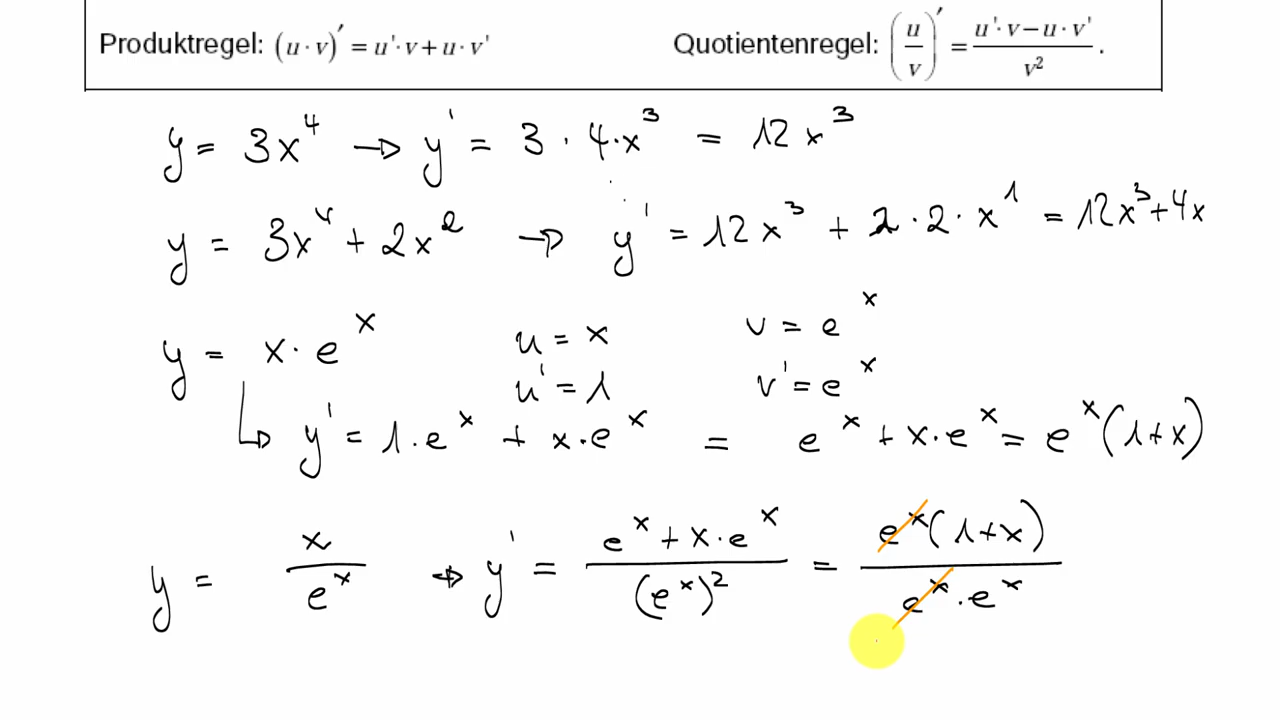 Produktregel: (u · v)′ = u'· v + u · v' Quotientenregel: (u/v)′ = (u'· v − u · v')/v² .
y = 3x⁴ → y' = 3 · 4·x³ = 12x³
y = 3x⁴ + 2x² → y' = 12x³ + 2·2·x¹ = 12x³+4x
y = x·eˣ u = x v = eˣ
u' = 1 v' = eˣ
↳ y' = 1·eˣ + x·eˣ = eˣ + x·eˣ = eˣ(1+x)
y = x/eˣ → y' = (eˣ + x·eˣ)/(eˣ)² = eˣ(1+x)/(eˣ·eˣ)